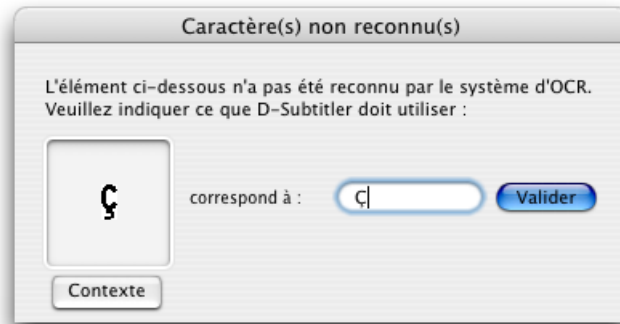 Caractère(s) non reconnu(s)
L'élément ci-dessous n'a pas été reconnu par le système d'OCR.
Veuillez indiquer ce que D-Subtitler doit utiliser :
Ç correspond à : Ç Valider
Contexte